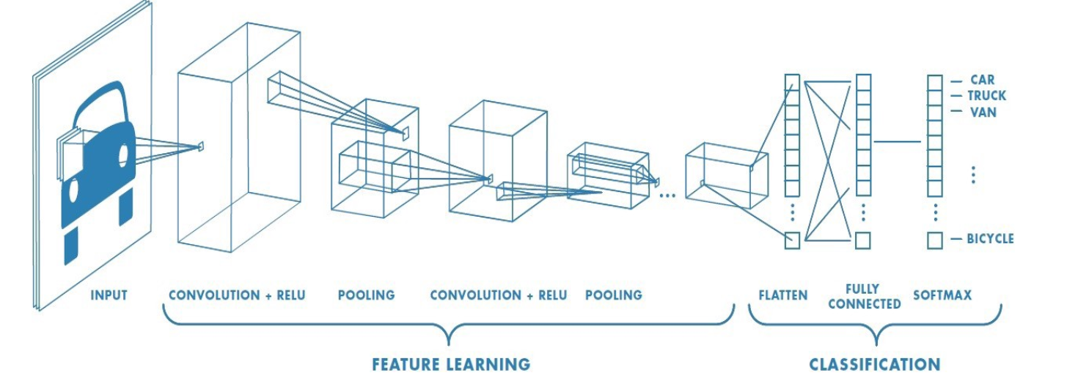 CAR
TRUCK
VAN
BICYCLE
INPUT
CONVOLUTION + RELU
POOLING
CONVOLUTION + RELU
POOLING
FLATTEN
FULLY
CONNECTED
SOFTMAX
FEATURE LEARNING
CLASSIFICATION